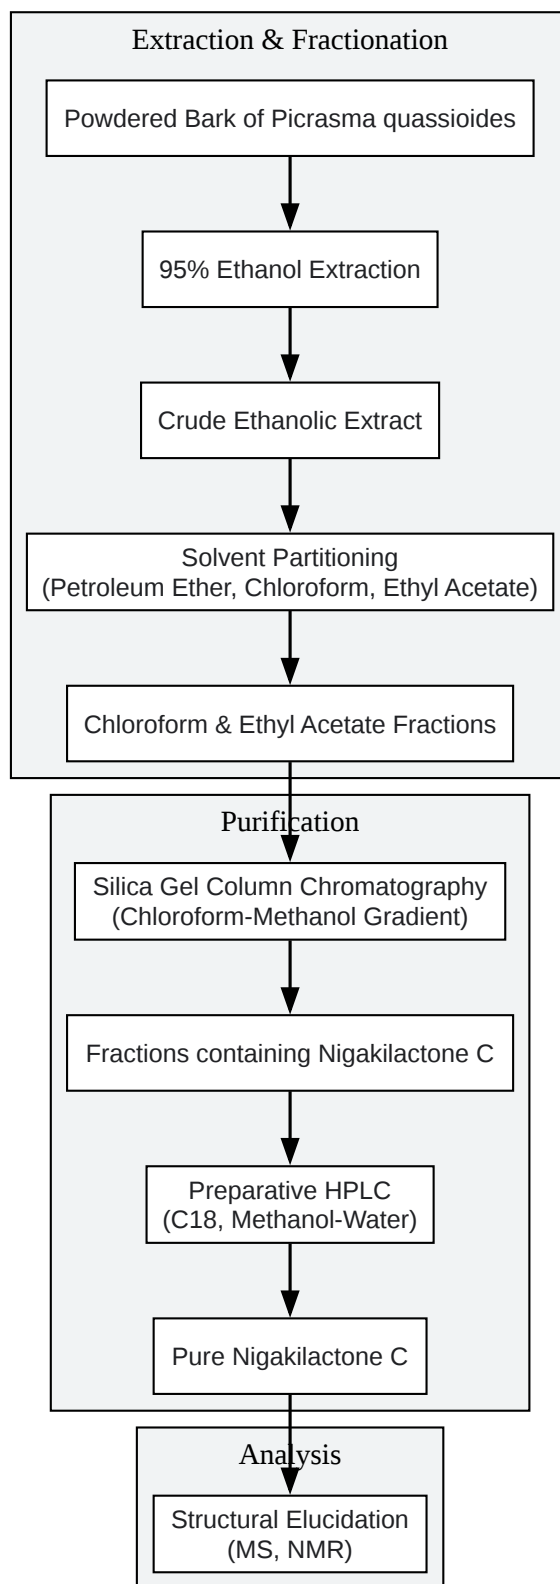 Extraction & Fractionation
Powdered Bark of Picrasma quassioides
95% Ethanol Extraction
Crude Ethanolic Extract
Solvent Partitioning
(Petroleum Ether, Chloroform, Ethyl Acetate)
Chloroform & Ethyl Acetate Fractions
Purification
Silica Gel Column Chromatography
(Chloroform-Methanol Gradient)
Fractions containing Nigakilactone C
Preparative HPLC
(C18, Methanol-Water)
Pure Nigakilactone C
Analysis
Structural Elucidation
(MS, NMR)